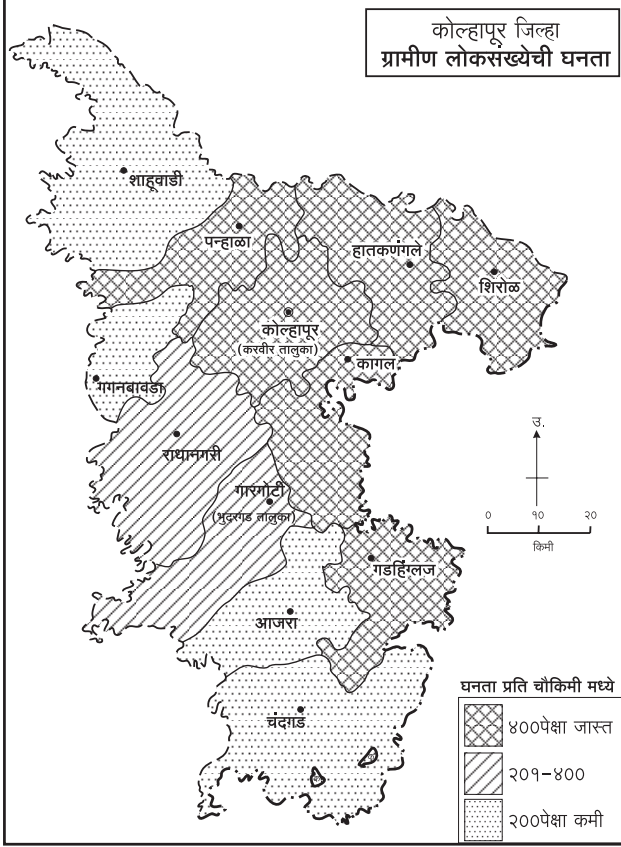 कोल्हापूर जिल्हा
ग्रामीण लोकसंख्येची घनता
शाहूवाडी
पन्हाळा
हातकणंगले
शिरोळ
कोल्हापूर
(करवीर तालुका)
कागल
गगनबावडा
राधानगरी
गारगोटी
(भुदरगड तालुका)
उ.
० १० २०
किमी
गडहिंग्लज
आजरा
चंदगड
घनता प्रति चौकिमी मध्ये
४००पेक्षा जास्त
२०१–४००
२००पेक्षा कमी